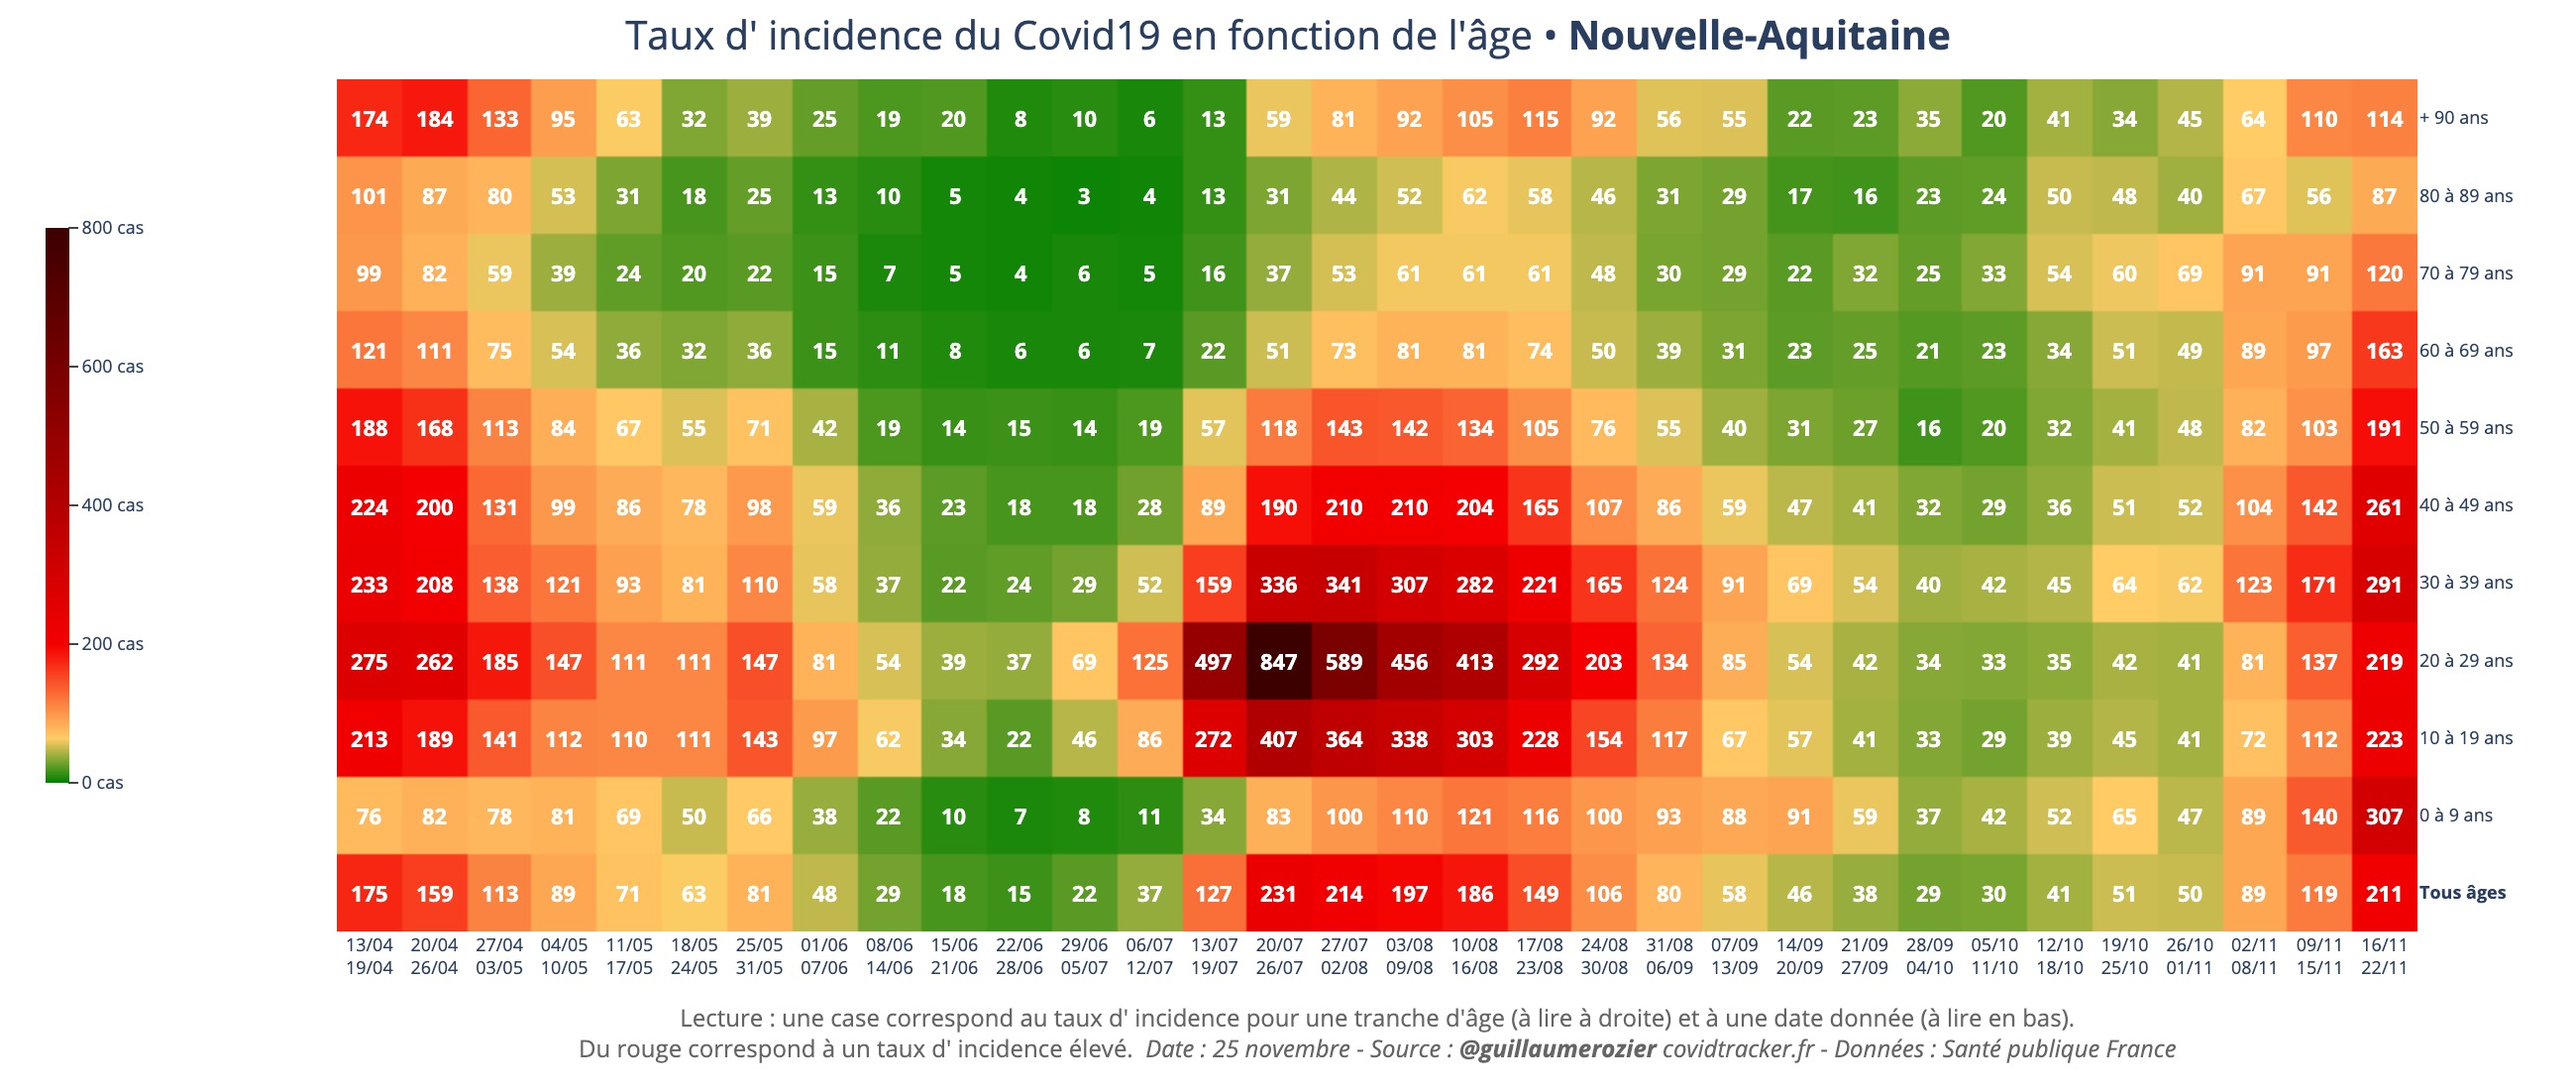 Taux d' incidence du Covid19 en fonction de l'âge • Nouvelle-Aquitaine
800 cas
600 cas
400 cas
200 cas
0 cas
174 184 133 95 63 32 39 25 19 20 8 10 6 13 59 81 92 105 115 92 56 55 22 23 35 20 41 34 45 64 110 114 + 90 ans
101 87 80 53 31 18 25 13 10 5 4 3 4 13 31 44 52 62 58 46 31 29 17 16 23 24 50 48 40 67 56 87 80 à 89 ans
99 82 59 39 24 20 22 15 7 5 4 6 5 16 37 53 61 61 61 48 30 29 22 32 25 33 54 60 69 91 91 120 70 à 79 ans
121 111 75 54 36 32 36 15 11 8 6 6 7 22 51 73 81 81 74 50 39 31 23 25 21 23 34 51 49 89 97 163 60 à 69 ans
188 168 113 84 67 55 71 42 19 14 15 14 19 57 118 143 142 134 105 76 55 40 31 27 16 20 32 41 48 82 103 191 50 à 59 ans
224 200 131 99 86 78 98 59 36 23 18 18 28 89 190 210 210 204 165 107 86 59 47 41 32 29 36 51 52 104 142 261 40 à 49 ans
233 208 138 121 93 81 110 58 37 22 24 29 52 159 336 341 307 282 221 165 124 91 69 54 40 42 45 64 62 123 171 291 30 à 39 ans
275 262 185 147 111 111 147 81 54 39 37 69 125 497 847 589 456 413 292 203 134 85 54 42 34 33 35 42 41 81 137 219 20 à 29 ans
213 189 141 112 110 111 143 97 62 34 22 46 86 272 407 364 338 303 228 154 117 67 57 41 33 29 39 45 41 72 112 223 10 à 19 ans
76 82 78 81 69 50 66 38 22 10 7 8 11 34 83 100 110 121 116 100 93 88 91 59 37 42 52 65 47 89 140 307 0 à 9 ans
175 159 113 89 71 63 81 48 29 18 15 22 37 127 231 214 197 186 149 106 80 58 46 38 29 30 41 51 50 89 119 211 Tous âges
13/04 20/04 27/04 04/05 11/05 18/05 25/05 01/06 08/06 15/06 22/06 29/06 06/07 13/07 20/07 27/07 03/08 10/08 17/08 24/08 31/08 07/09 14/09 21/09 28/09 05/10 12/10 19/10 26/10 02/11 09/11 16/11
19/04 26/04 03/05 10/05 17/05 24/05 31/05 07/06 14/06 21/06 28/06 05/07 12/07 19/07 26/07 02/08 09/08 16/08 23/08 30/08 06/09 13/09 20/09 27/09 04/10 11/10 18/10 25/10 01/11 08/11 15/11 22/11
Lecture : une case correspond au taux d' incidence pour une tranche d'âge (à lire à droite) et à une date donnée (à lire en bas).
Du rouge correspond à un taux d' incidence élevé. Date : 25 novembre - Source : @guillaumerozier covidtracker.fr - Données : Santé publique France